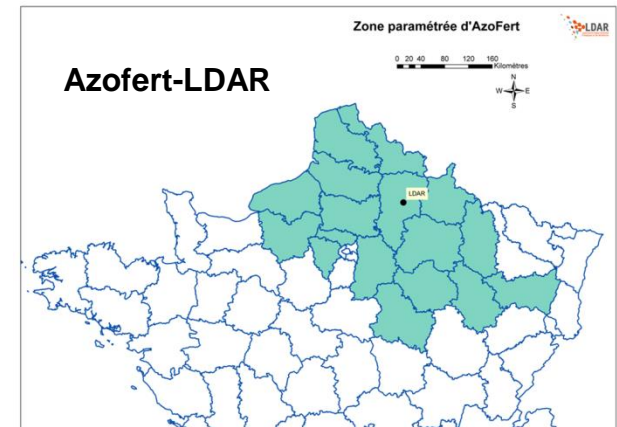 Zone paramétrée d'AzoFert
LDAR
Azofert-LDAR
0 20 40 80 120 160
Kilomètres
N
W E
S
LDAR